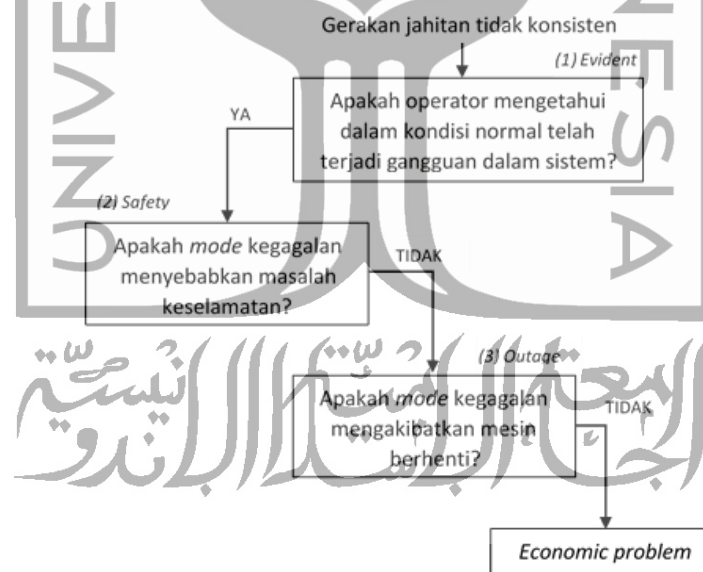 Gerakan jahitan tidak konsisten
(1) Evident
Apakah operator mengetahui
dalam kondisi normal telah
terjadi gangguan dalam sistem?
YA
(2) Safety
Apakah mode kegagalan
menyebabkan masalah
keselamatan?
TIDAK
(3) Outage
Apakah mode kegagalan
mengakibatkan mesin
berhenti?
TIDAK
Economic problem
UNIVE
NESIA